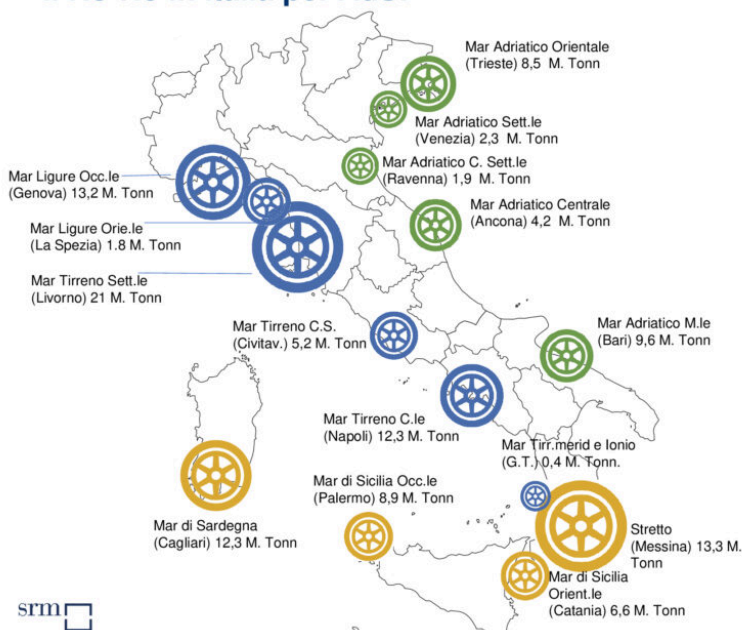 Mar Adriatico Orientale
(Trieste) 8,5 M. Tonn
Mar Adriatico Sett.le
(Venezia) 2,3 M. Tonn
Mar Adriatico C. Sett.le
(Ravenna) 1,9 M. Tonn
Mar Ligure Occ.le
(Genova) 13,2 M. Tonn
Mar Adriatico Centrale
(Ancona) 4,2 M. Tonn
Mar Ligure Orie.le
(La Spezia) 1.8 M. Tonn
Mar Tirreno Sett.le
(Livorno) 21 M. Tonn
Mar Tirreno C.S.
(Civitav.) 5,2 M. Tonn
Mar Adriatico M.le
(Bari) 9,6 M. Tonn
Mar Tirreno C.le
(Napoli) 12,3 M. Tonn
Mar Tirr.merid e Ionio
(G.T.) 0,4 M. Tonn.
Mar di Sicilia Occ.le
(Palermo) 8,9 M. Tonn
Mar di Sardegna
(Cagliari) 12,3 M. Tonn
Stretto
(Messina) 13,3 M.
Tonn
Mar di Sicilia
Orient.le
(Catania) 6,6 M. Tonn
srm